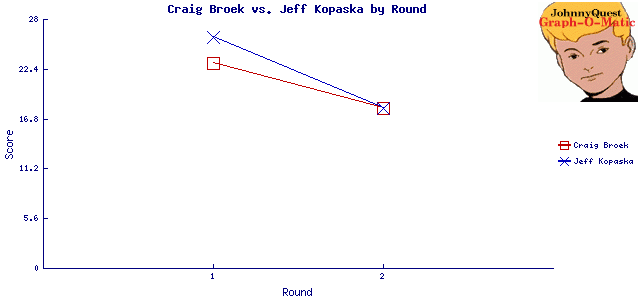 Craig Broek vs. Jeff Kopaska by Round
JohnnyQuest
Graph-O-Matic
28
22.4
16.8
11.2
5.6
0
Score
1
2
Round
Craig Broek
Jeff Kopaska